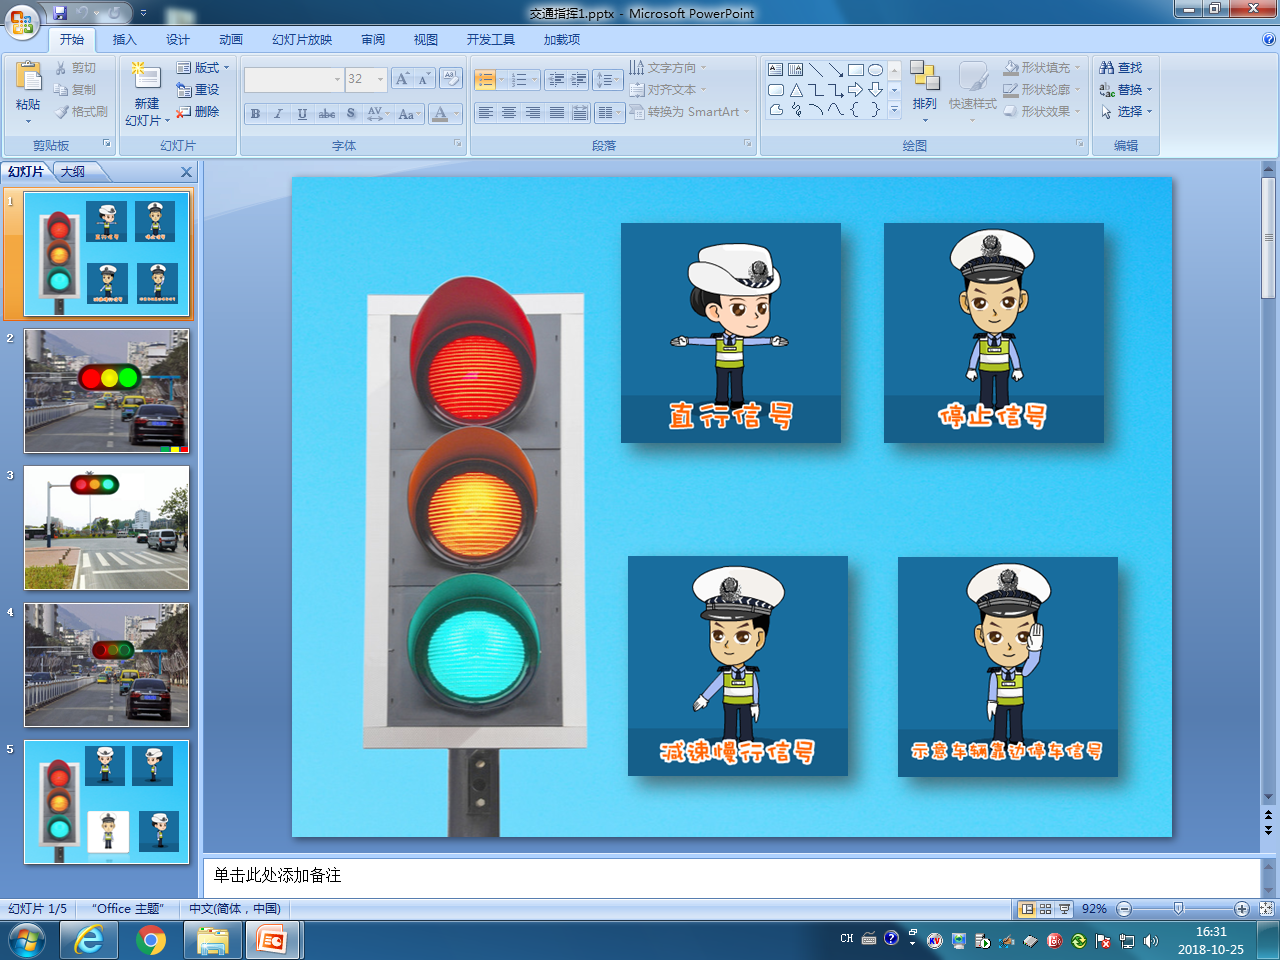 交通指挥1.pptx - Microsoft PowerPoint
开始 插入 设计 动画 幻灯片放映 审阅 视图 开发工具 加载项
粘贴
剪切
复制
格式刷
剪贴板
新建
幻灯片
版式
重设
删除
幻灯片
32
B I U abc S AV Aa A
字体
文字方向
对齐文本
转换为 SmartArt
段落
排列
快速样式
形状填充
形状轮廓
形状效果
绘图
查找
替换
选择
编辑
幻灯片 大纲
1
2
3
4
5
直行信号
停止信号
减速慢行信号
示意车辆靠边停车信号
单击此处添加备注
幻灯片 1/5 “Office 主题” 中文(简体，中国) 92%
CH
16:31
2018-10-25